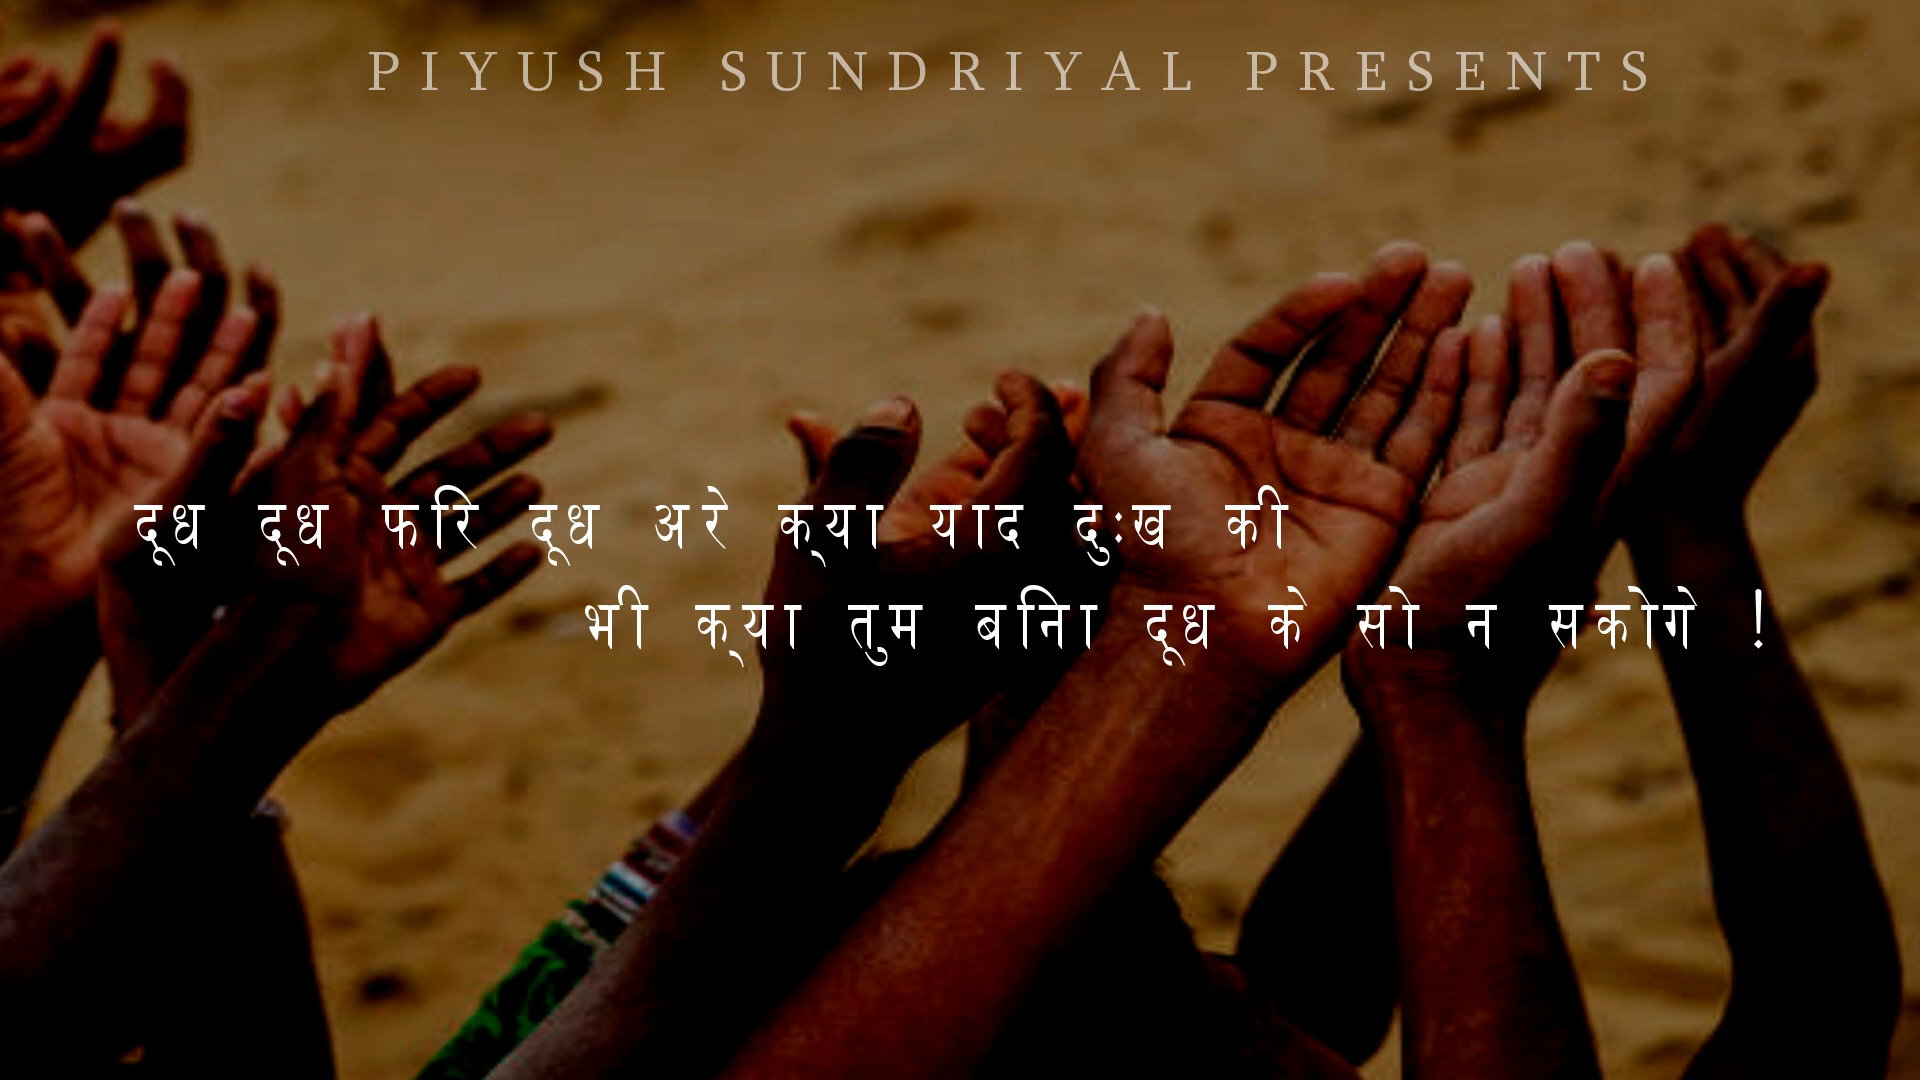 PIYUSH SUNDRIYAL PRESENTS
दूध दूध फरि दूध अरे क्या याद दुःख की
भी क्या तुम बनिा दूध के सो न सकोगे !